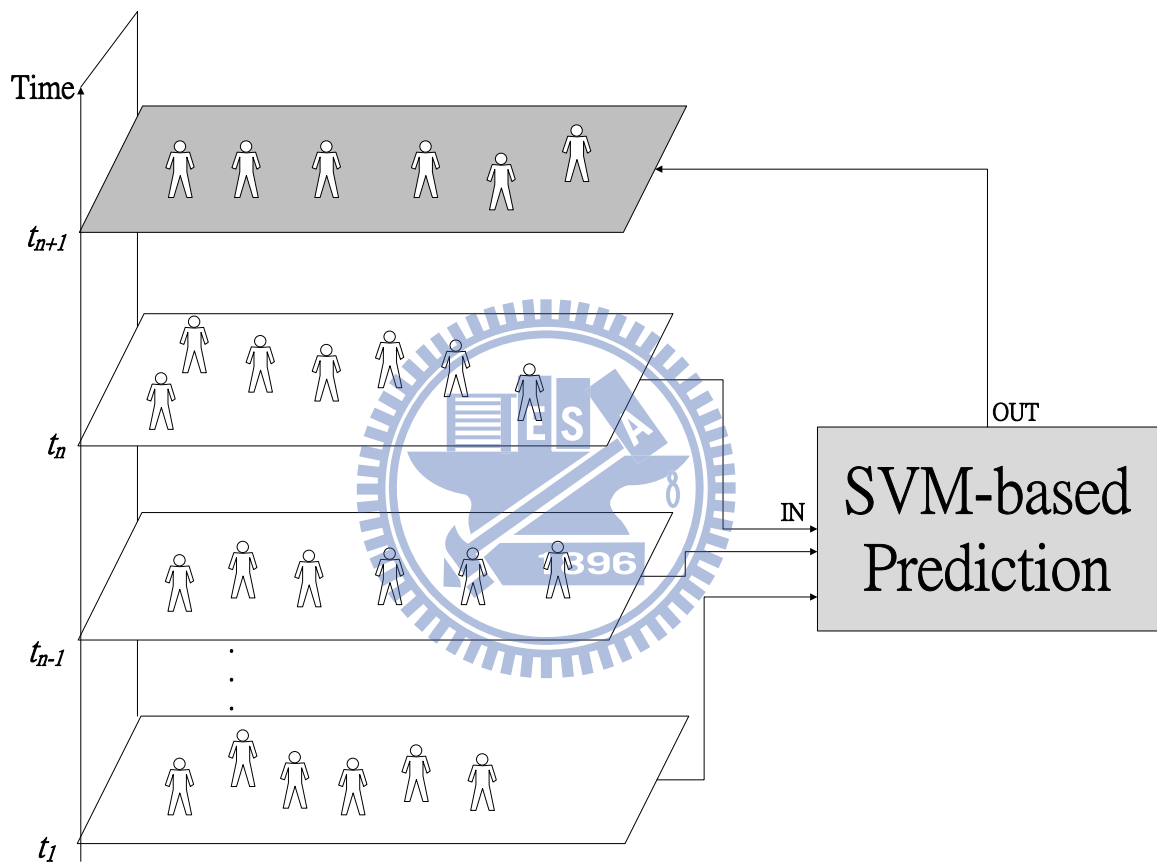 Time
t_{n+1}
t_n
t_{n-1}
t_1
IN
OUT
SVM-based
Prediction
E S A
1896